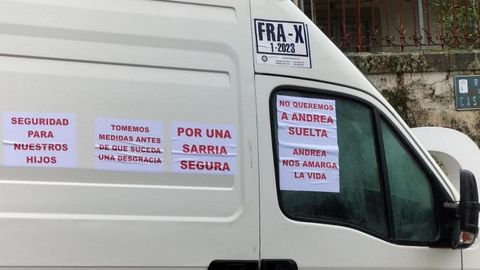 FRA-X
1-2023
SEGURIDAD
PARA
NUESTROS
HIJOS
TOMEMOS
MEDIDAS ANTES
DE QUE SUCEDA
UNA DESGRACIA
POR UNA
SARRIA
SEGURA
NO QUEREMOS
A ANDREA
SUELTA
ANDREA
NOS AMARGA
LA VIDA